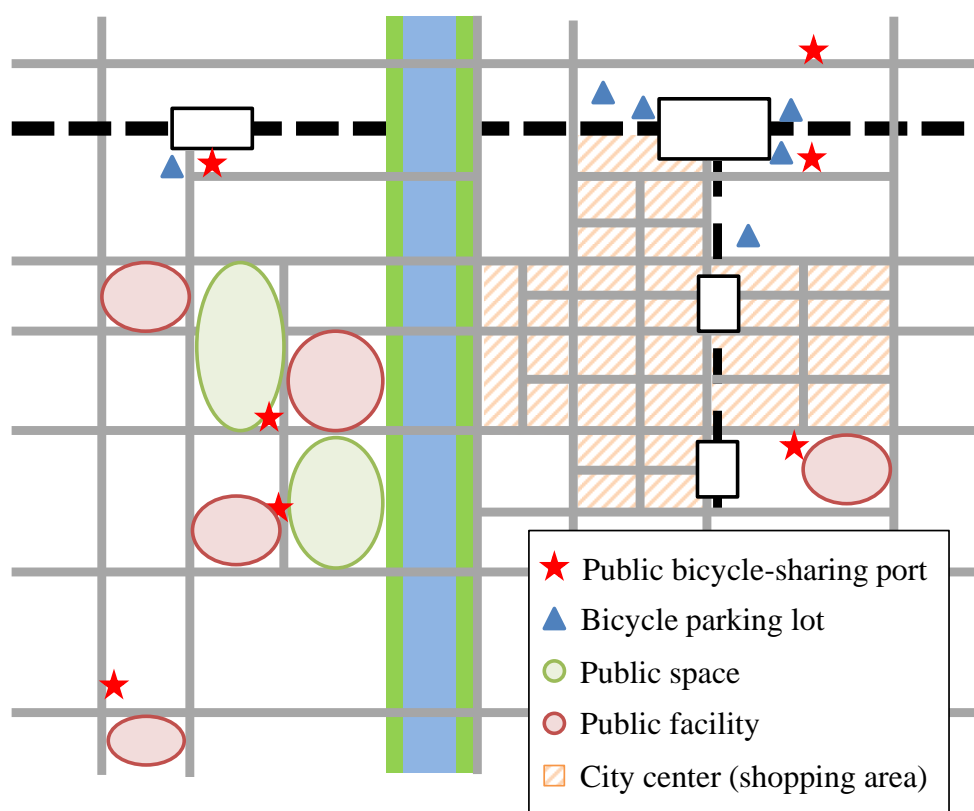 Public bicycle-sharing port
Bicycle parking lot
Public space
Public facility
City center (shopping area)